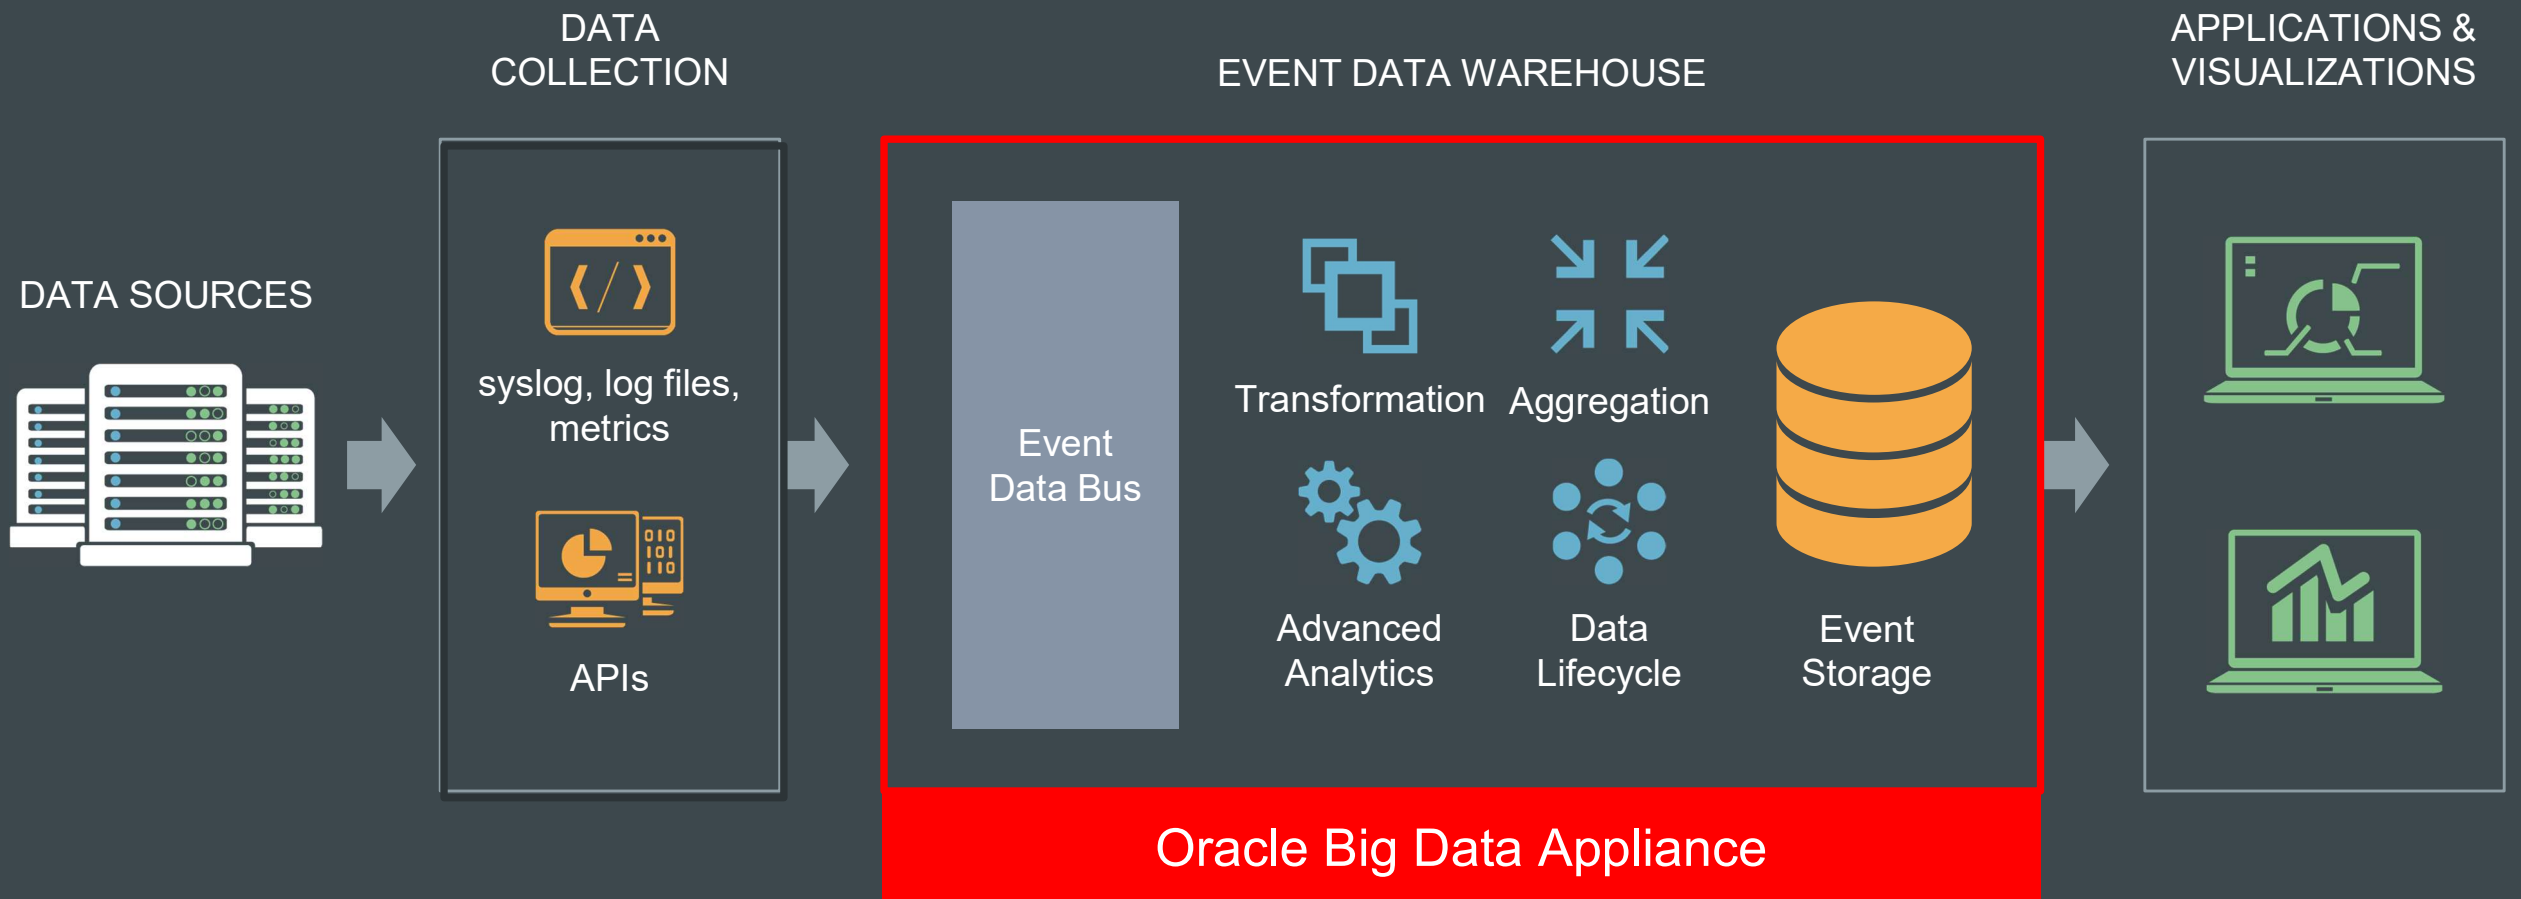 DATA SOURCES
DATA
COLLECTION
syslog, log files,
metrics
APIs
EVENT DATA WAREHOUSE
Event
Data Bus
Transformation
Aggregation
Advanced
Analytics
Data
Lifecycle
Event
Storage
Oracle Big Data Appliance
APPLICATIONS &
VISUALIZATIONS